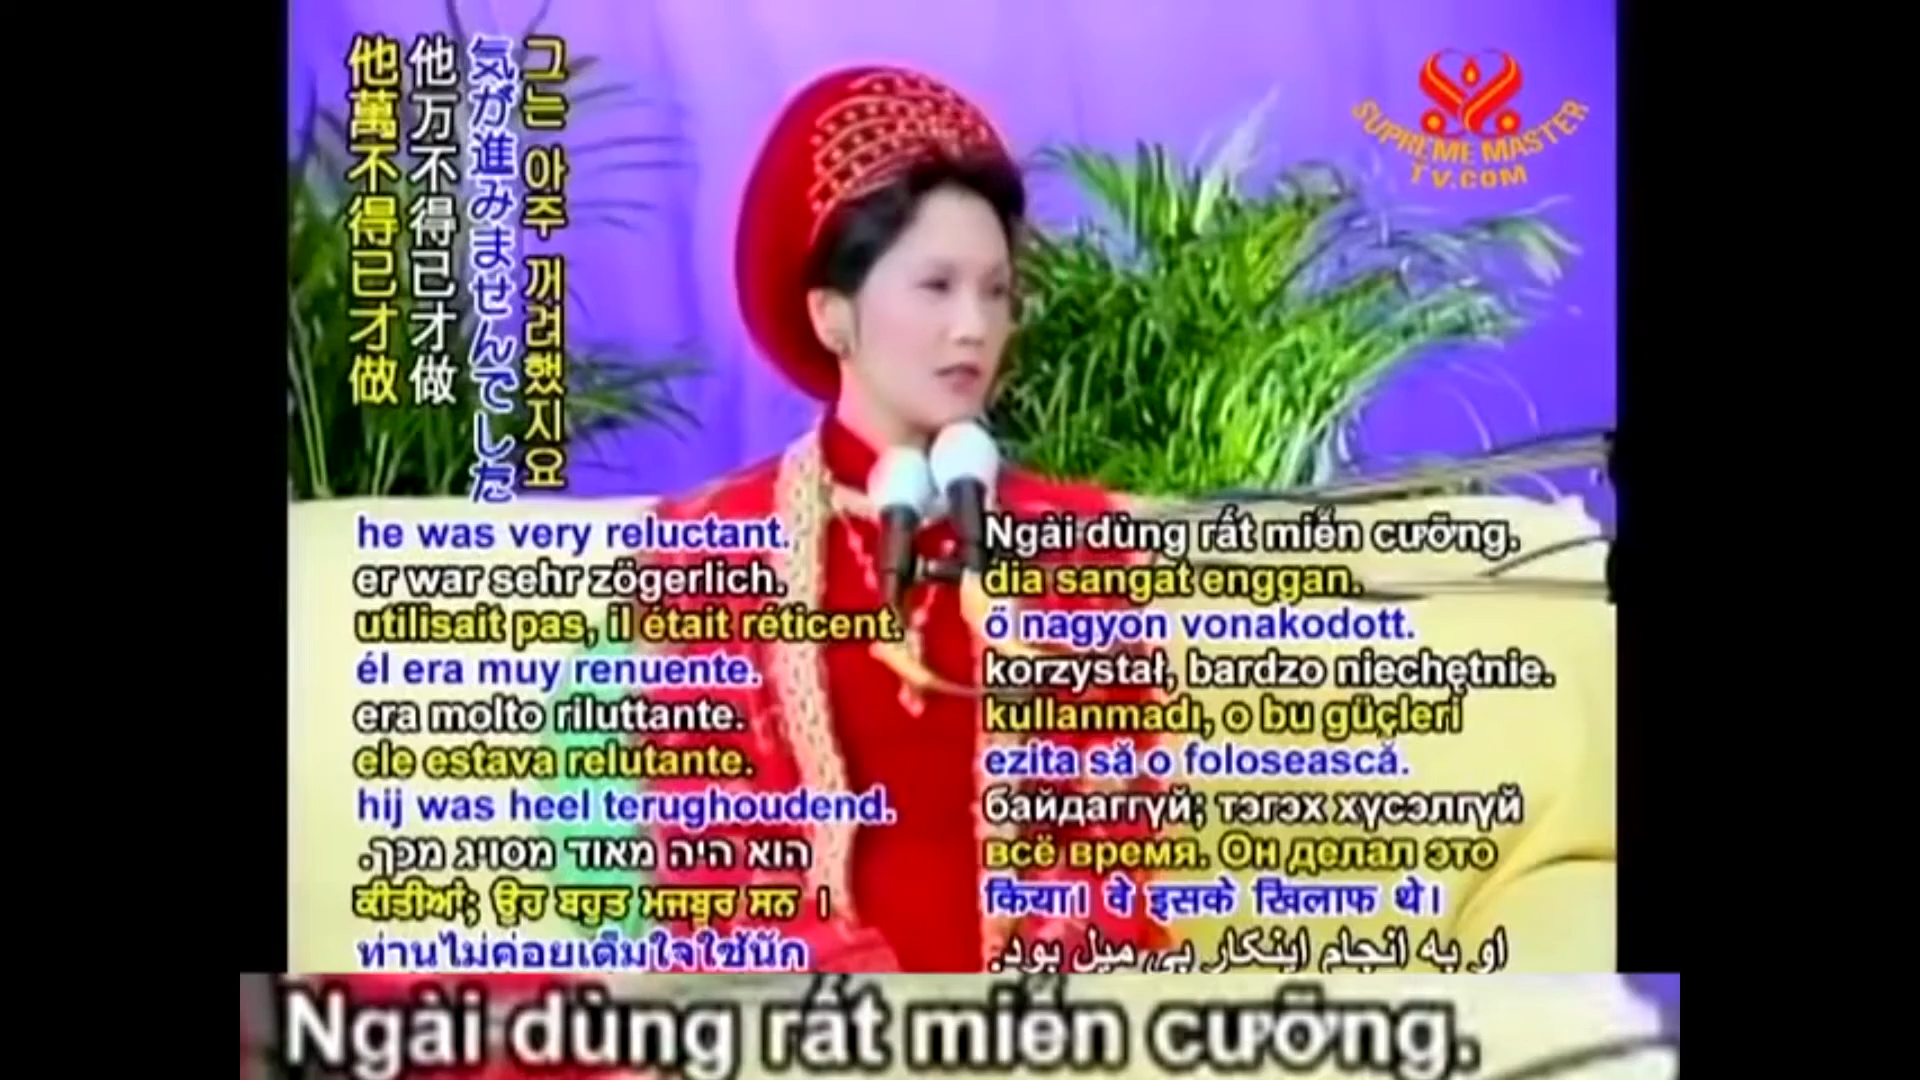 他萬不得已才做
他万不得已才做
気が進みませんでした
그는 아주 꺼려했지요
SUPREME MASTER
TV.COM
he was very reluctant.
er war sehr zögerlich.
utilisait pas, il était réticent.
él era muy renuente.
era molto riluttante.
ele estava relutante.
hij was heel terughoudend.
הוא היה מאוד מסויג מכך.
ਕੀਤੀਆਂ; ਉਹ ਬਹੁਤ ਮਜਬੂਰ ਸਨ ।
ท่านไม่ค่อยเต็มใจใช้นัก
Ngài dùng rất miễn cưỡng.
dia sangat enggan.
ő nagyon vonakodott.
korzystał, bardzo niechętnie.
kullanmadı, o bu güçleri
ezita să o folosească.
байдаггүй; тэгэх хүсэлгүй
всё время. Он делал это
किया। वे इसके खिलाफ थे।
او به انجام اینکار بی میل بود.
Ngài dùng rất miễn cưỡng.